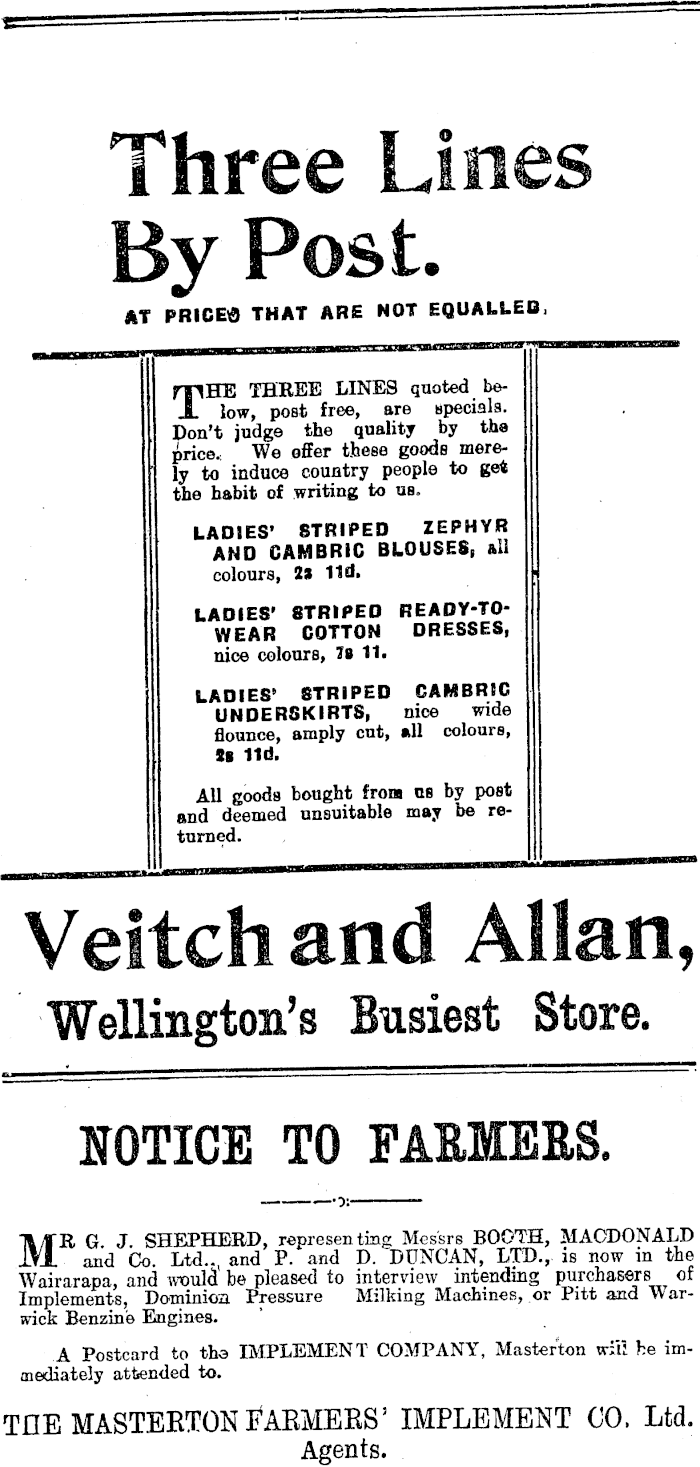 Three Lines
By Post.
AT PRICES THAT ARE NOT EQUALLED,
THE THREE LINES quoted be-
low, post free, are specials.
Don't judge the quality by the
price. We offer these goods mere-
ly to induce country people to get
the habit of writing to us.
LADIES' STRIPED ZEPHYR
AND CAMBRIC BLOUSES, all
colours, 2s 11d.
LADIES' STRIPED READY-TO-
WEAR COTTON DRESSES,
nice colours, 7s 11.
LADIES' STRIPED CAMBRIC
UNDERSKIRTS, nice wide
flounce, amply cut, all colours,
2s 11d.
All goods bought from us by post
and deemed unsuitable may be re-
turned.
Veitch and Allan,
Wellington's Busiest Store.
NOTICE TO FARMERS.
MR G. J. SHEPHERD, representing Messrs BOOTH, MACDONALD
and Co. Ltd., and P. and D. DUNCAN, LTD., is now in the
Wairarapa, and would be pleased to interview intending purchasers of
Implements, Dominion Pressure Milking Machines, or Pitt and War-
wick Benzine Engines.
A Postcard to the IMPLEMENT COMPANY, Masterton will be im-
mediately attended to.
THE MASTERTON FARMERS' IMPLEMENT CO. Ltd.
Agents.